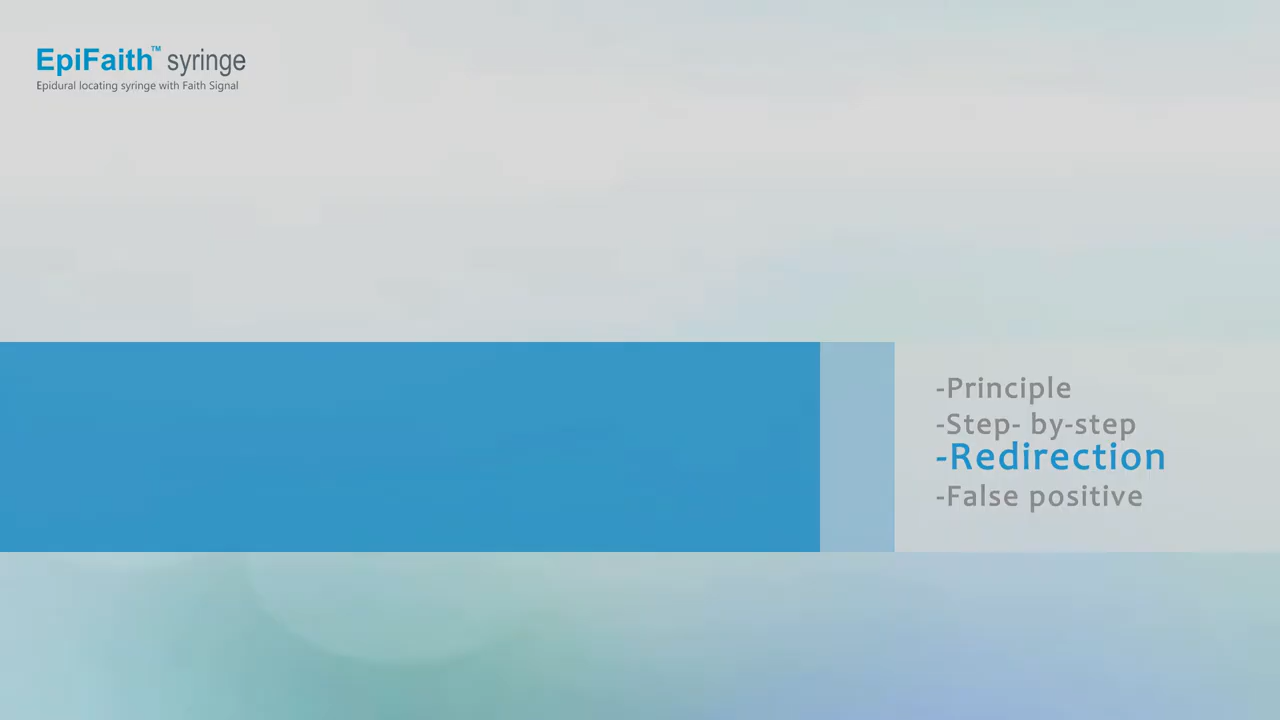 EpiFaith™ syringe
Epidural locating syringe with Faith Signal
-Principle
-Step- by-step
-Redirection
-False positive